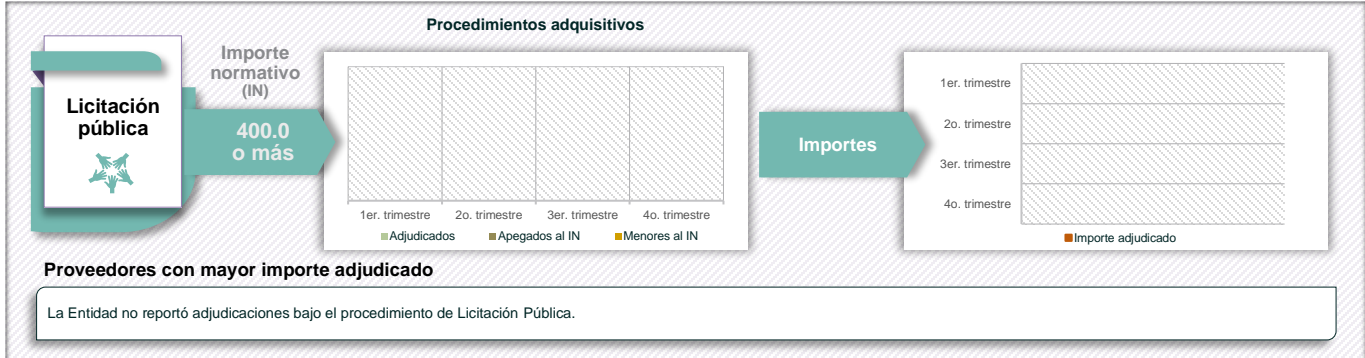 Procedimientos adquisitivos
Licitación
pública
Importe
normativo
(IN)
400.0
o más
1er. trimestre
2o. trimestre
3er. trimestre
4o. trimestre
Adjudicados
Apegados al IN
Menores al IN
Importes
1er. trimestre
2o. trimestre
3er. trimestre
4o. trimestre
Importe adjudicado
Proveedores con mayor importe adjudicado
La Entidad no reportó adjudicaciones bajo el procedimiento de Licitación Pública.